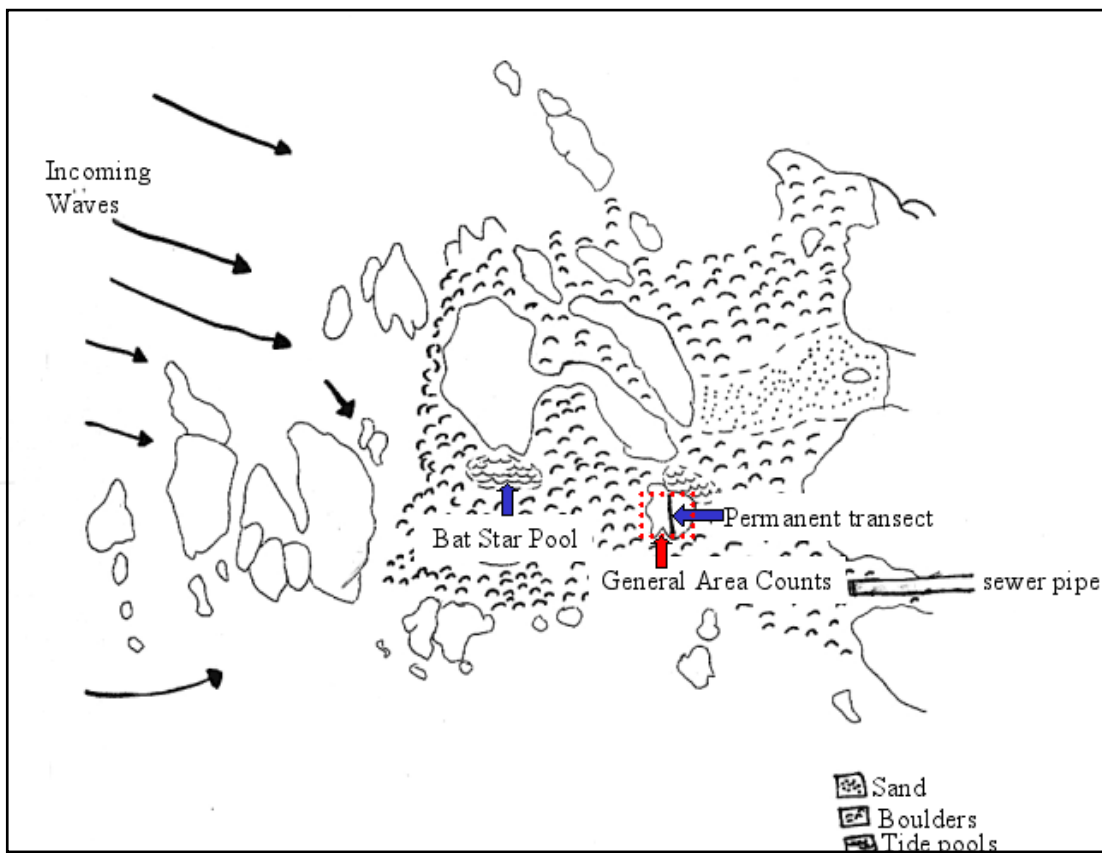 Incoming
Waves
Permanent transect
Bat Star Pool
General Area Counts
sewer pipe
Sand
Boulders
Tide pools